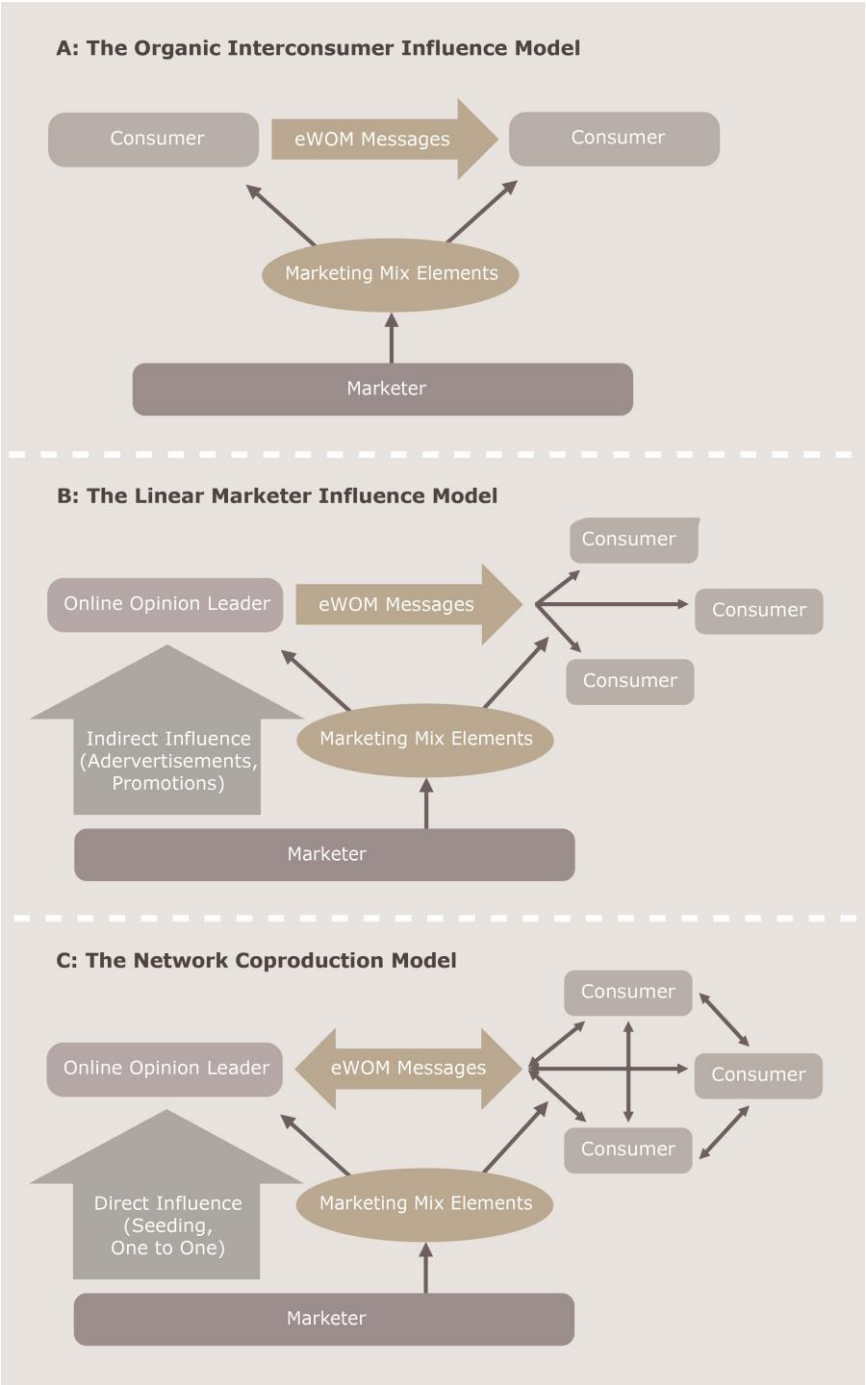 A: The Organic Interconsumer Influence Model
Consumer
eWOM Messages
Consumer
Marketing Mix Elements
Marketer
B: The Linear Marketer Influence Model
Consumer
Online Opinion Leader
eWOM Messages
Consumer
Consumer
Indirect Influence
(Adervertisements,
Promotions)
Marketing Mix Elements
Marketer
C: The Network Coproduction Model
Consumer
Online Opinion Leader
eWOM Messages
Consumer
Consumer
Direct Influence
(Seeding,
One to One)
Marketing Mix Elements
Marketer